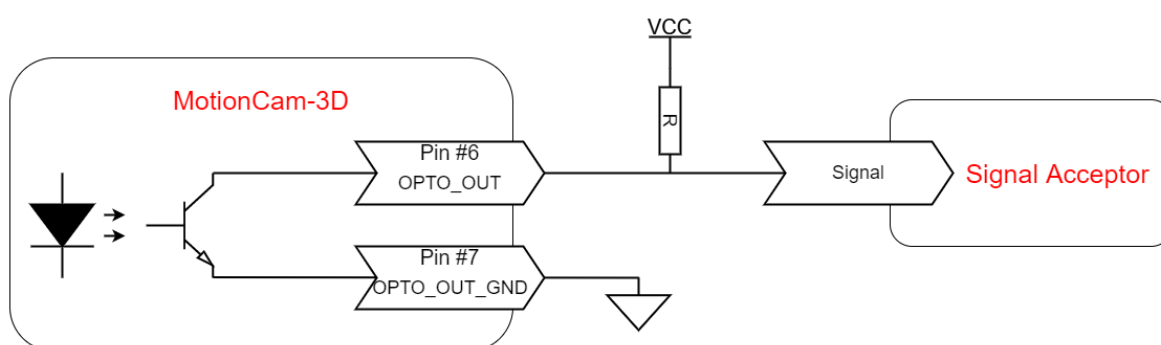 VCC
MotionCam-3D
R
Pin #6
OPTO_OUT
Signal
Signal Acceptor
Pin #7
OPTO_OUT_GND